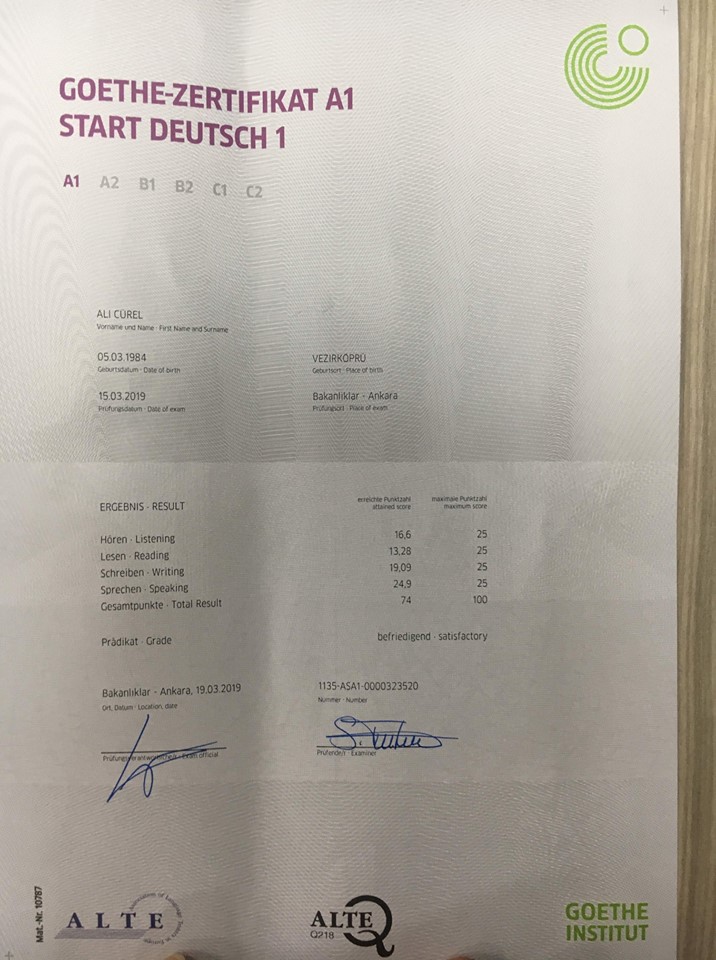 GOETHE-ZERTIFIKAT A1
START DEUTSCH 1
A1 A2 B1 B2 C1 C2
ALI CÜREL
Vorname und Name · First Name and Surname
05.03.1984 VEZIRKÖPRÜ
Geburtsdatum · Date of birth Geburtsort · Place of birth
15.03.2019 Bakanliklar - Ankara
Prüfungsdatum · Date of exam Prüfungsort · Place of exam
ERGEBNIS · RESULT
erreichte Punktzahl maximale Punktzahl
attained score maximum score
Hören · Listening 16,6 25
Lesen · Reading 13,28 25
Schreiben · Writing 19,09 25
Sprechen · Speaking 24,9 25
Gesamtpunkte · Total Result 74 100
Prädikat · Grade befriedigend · satisfactory
Bakanliklar - Ankara, 19.03.2019 1135-ASA1-0000323520
Ort, Datum · Location, date Nummer · Number
Prüfungsverantwortliche/r · Exam official Prüfende/r · Examiner
Mat.-Nr. 10787
ALTE
ALTE Q
Q218
GOETHE
INSTITUT